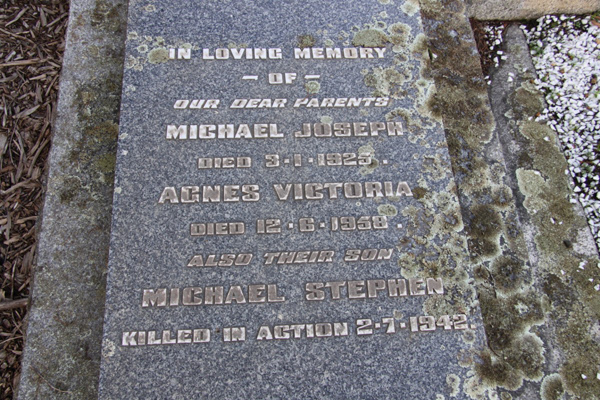 IN LOVING MEMORY
– OF –
OUR DEAR PARENTS
MICHAEL JOSEPH
DIED 3·1·1925.
AGNES VICTORIA
DIED 12·6·1958.
ALSO THEIR SON
MICHAEL STEPHEN
KILLED IN ACTION 2·7·1942.